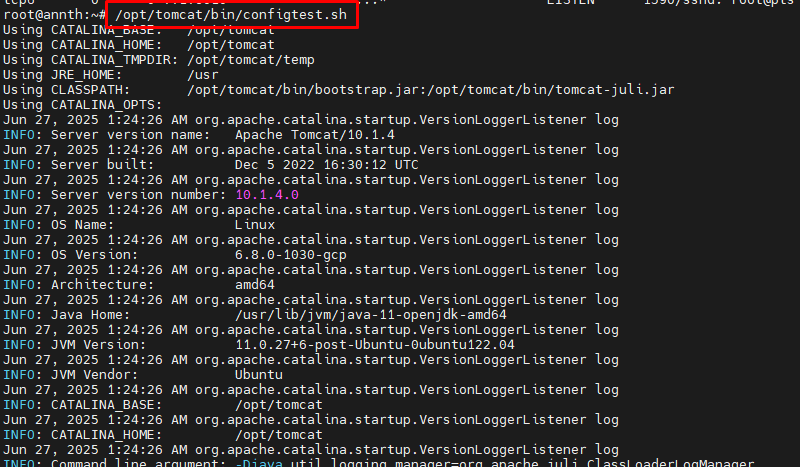 root@annth:~# /opt/tomcat/bin/configtest.sh
Using CATALINA_BASE:   /opt/tomcat
Using CATALINA_HOME:   /opt/tomcat
Using CATALINA_TMPDIR: /opt/tomcat/temp
Using JRE_HOME:        /usr
Using CLASSPATH:       /opt/tomcat/bin/bootstrap.jar:/opt/tomcat/bin/tomcat-juli.jar
Using CATALINA_OPTS:
Jun 27, 2025 1:24:26 AM org.apache.catalina.startup.VersionLoggerListener log
INFO: Server version name:   Apache Tomcat/10.1.4
Jun 27, 2025 1:24:26 AM org.apache.catalina.startup.VersionLoggerListener log
INFO: Server built:          Dec 5 2022 16:30:12 UTC
Jun 27, 2025 1:24:26 AM org.apache.catalina.startup.VersionLoggerListener log
INFO: Server version number: 10.1.4.0
Jun 27, 2025 1:24:26 AM org.apache.catalina.startup.VersionLoggerListener log
INFO: OS Name:               Linux
Jun 27, 2025 1:24:26 AM org.apache.catalina.startup.VersionLoggerListener log
INFO: OS Version:            6.8.0-1030-gcp
Jun 27, 2025 1:24:26 AM org.apache.catalina.startup.VersionLoggerListener log
INFO: Architecture:          amd64
Jun 27, 2025 1:24:26 AM org.apache.catalina.startup.VersionLoggerListener log
INFO: Java Home:             /usr/lib/jvm/java-11-openjdk-amd64
Jun 27, 2025 1:24:26 AM org.apache.catalina.startup.VersionLoggerListener log
INFO: JVM Version:           11.0.27+6-post-Ubuntu-0ubuntu122.04
Jun 27, 2025 1:24:26 AM org.apache.catalina.startup.VersionLoggerListener log
INFO: JVM Vendor:            Ubuntu
Jun 27, 2025 1:24:26 AM org.apache.catalina.startup.VersionLoggerListener log
INFO: CATALINA_BASE:         /opt/tomcat
Jun 27, 2025 1:24:26 AM org.apache.catalina.startup.VersionLoggerListener log
INFO: CATALINA_HOME:         /opt/tomcat
Jun 27, 2025 1:24:26 AM org.apache.catalina.startup.VersionLoggerListener log
INFO: Command line argument: -Djava.util.logging.manager=org.apache.juli.ClassLoaderLogManager